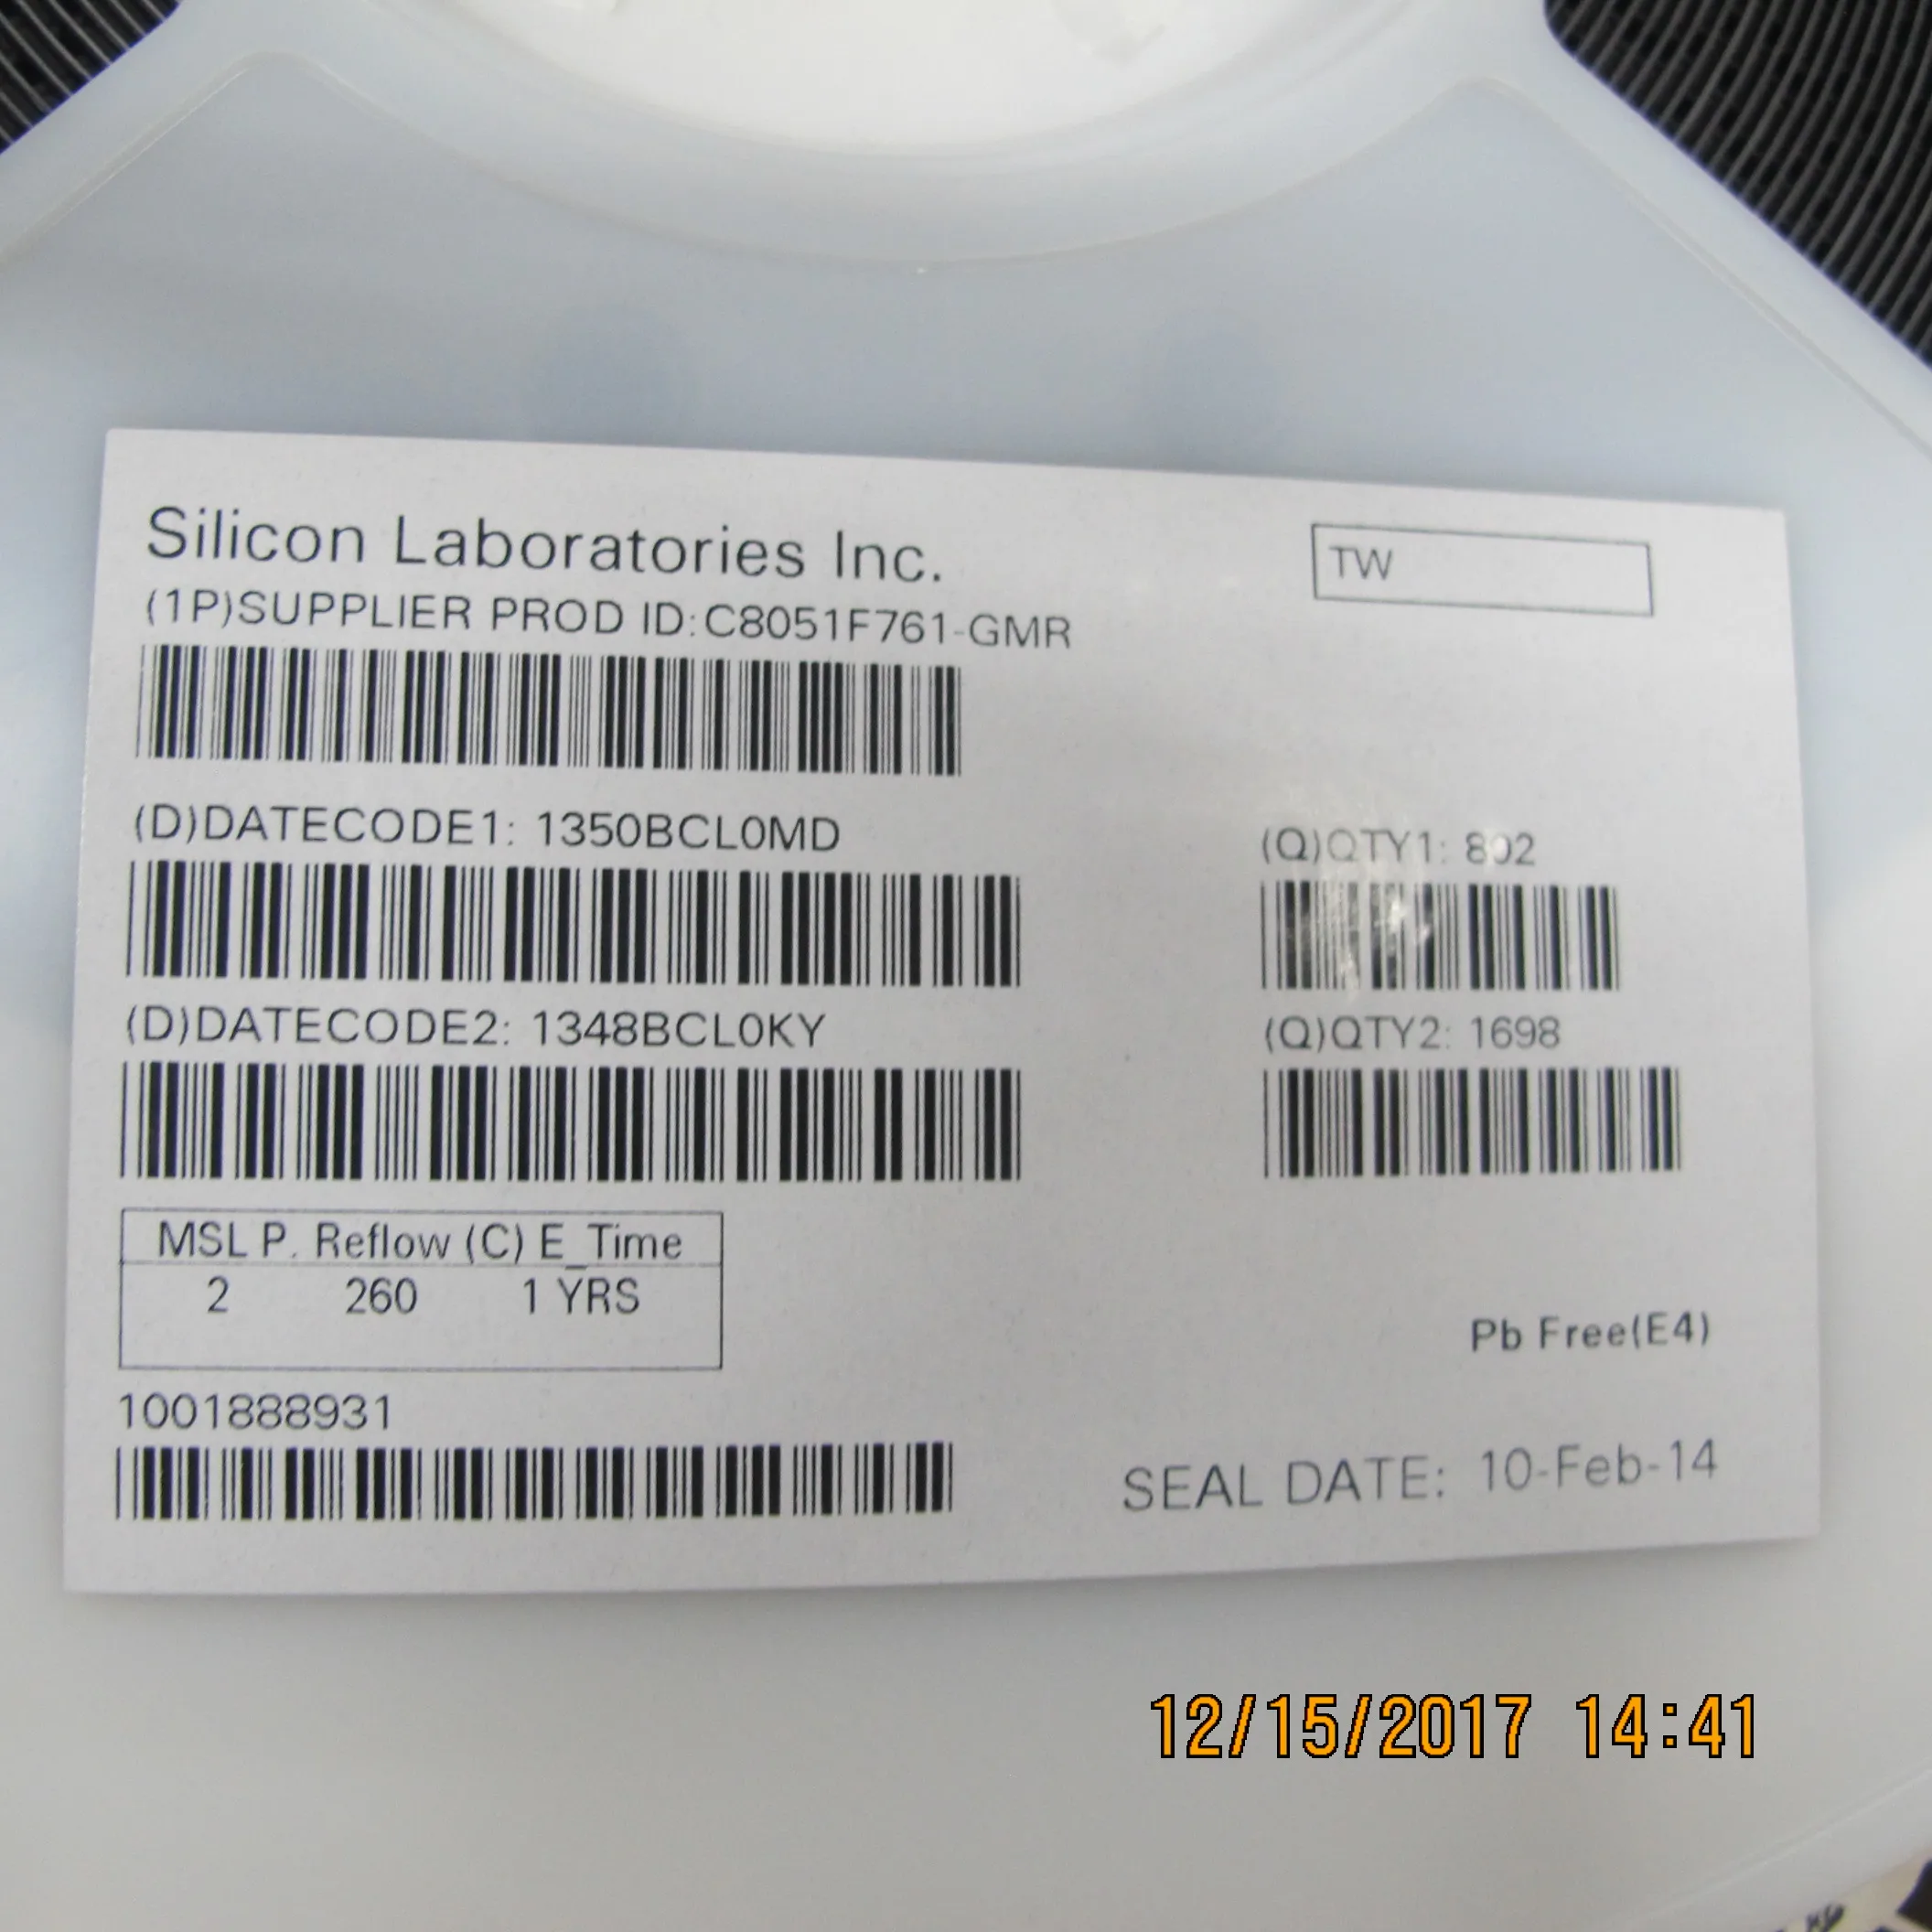 Silicon Laboratories Inc.
TW
(1P)SUPPLIER PROD ID:C8051F761-GMR
(D)DATECODE1: 1350BCL0MD
(Q)QTY1: 802
(D)DATECODE2: 1348BCL0KY
(Q)QTY2: 1698
MSL P. Reflow (C) E_Time
2 260 1 YRS
Pb Free(E4)
1001888931
SEAL DATE: 10-Feb-14
12/15/2017 14:41